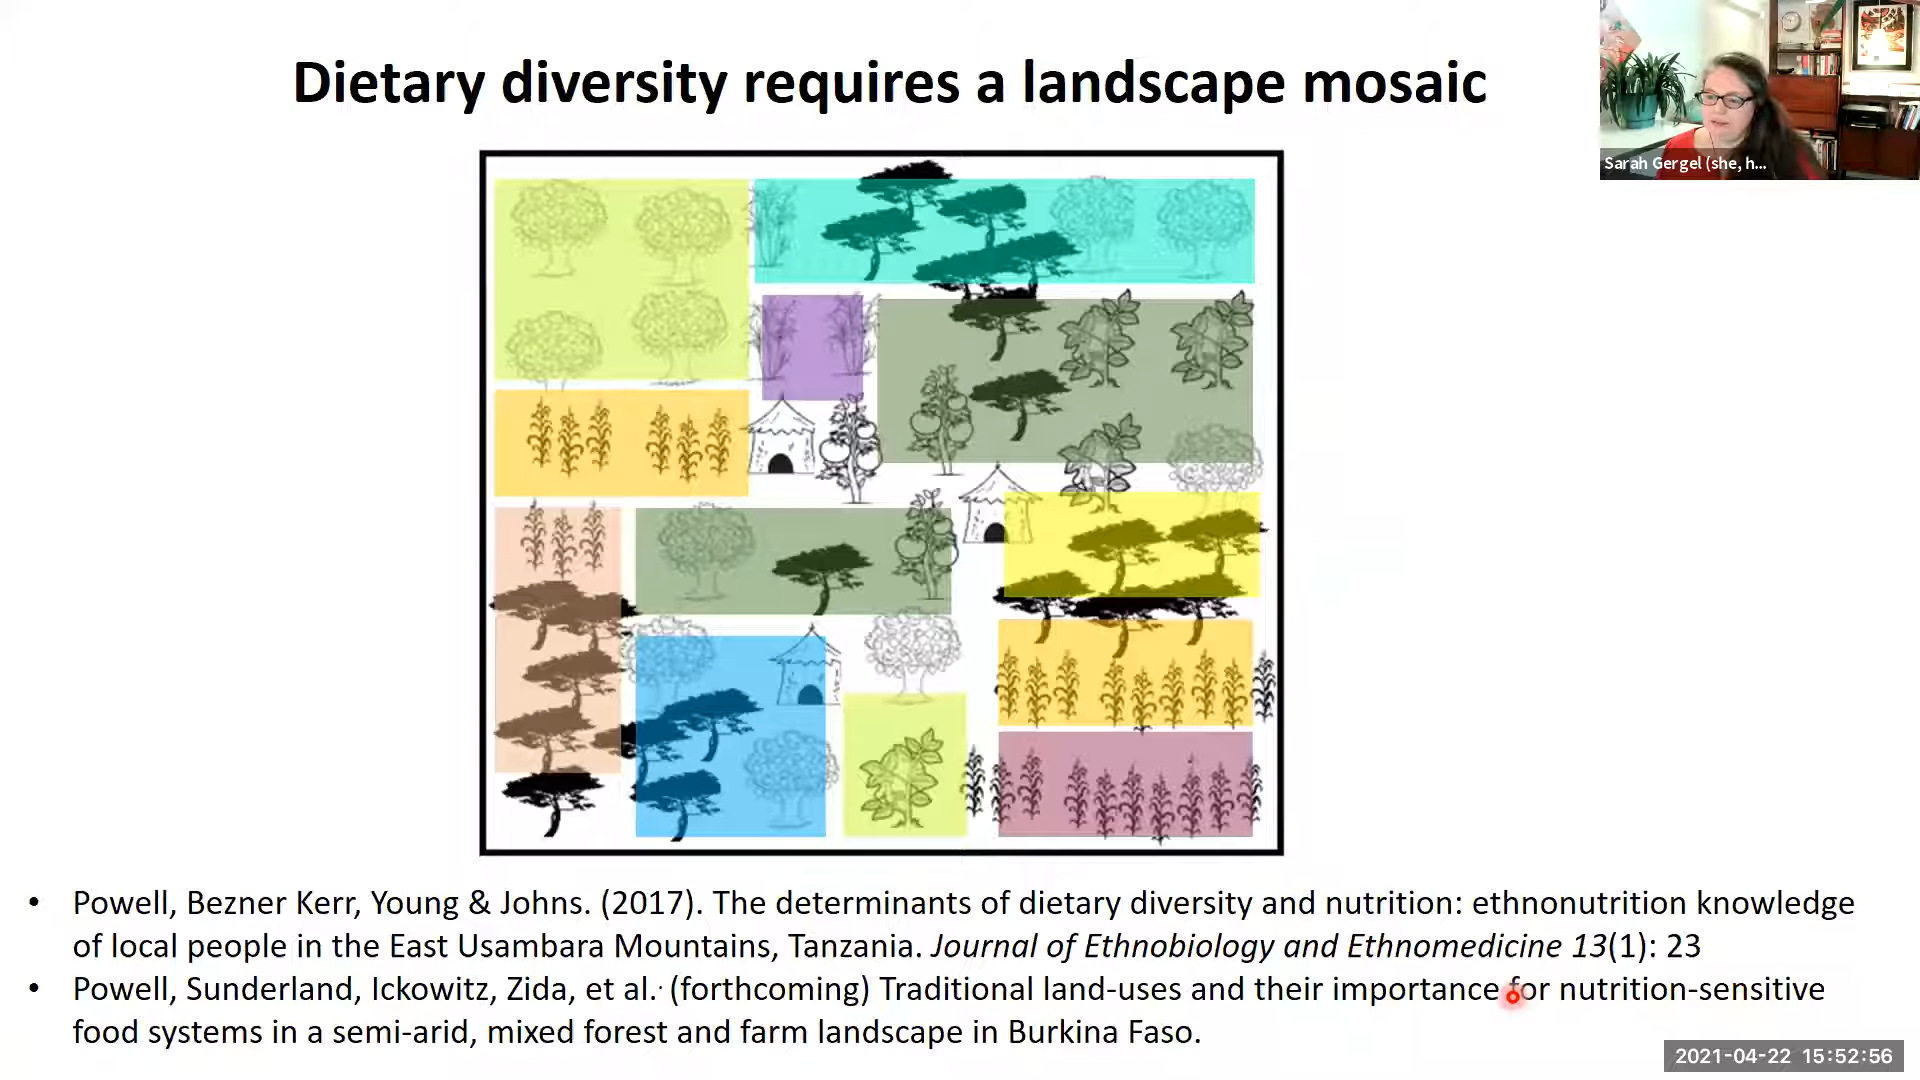 Dietary diversity requires a landscape mosaic
Sarah Gergel (she, h...
• Powell, Bezner Kerr, Young & Johns. (2017). The determinants of dietary diversity and nutrition: ethnonutrition knowledge
of local people in the East Usambara Mountains, Tanzania. Journal of Ethnobiology and Ethnomedicine 13(1): 23
• Powell, Sunderland, Ickowitz, Zida, et al. (forthcoming) Traditional land-uses and their importance for nutrition-sensitive
food systems in a semi-arid, mixed forest and farm landscape in Burkina Faso.
2021-04-22 15:52:56